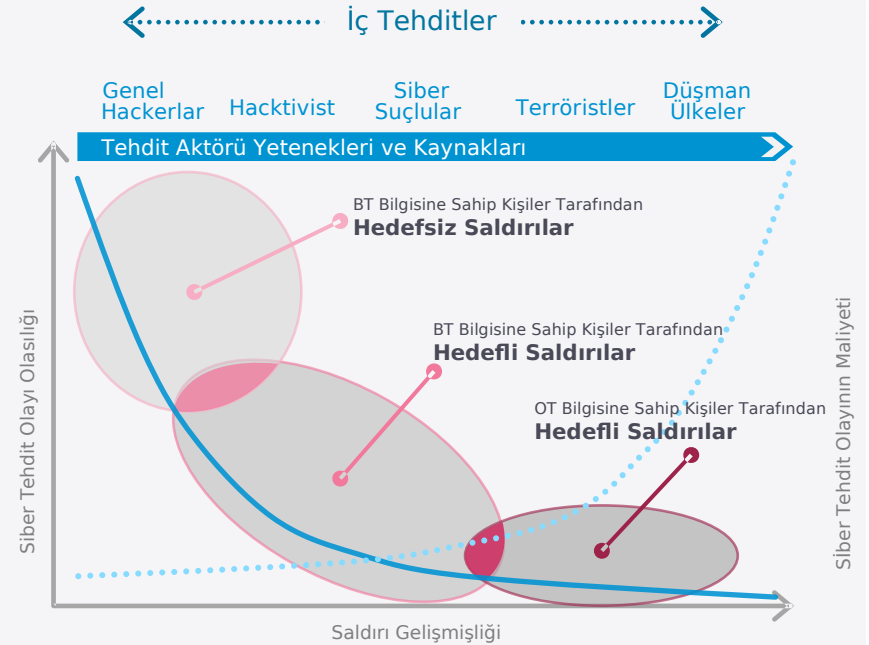 İç Tehditler
Genel
Hackerlar
Hacktivist
Siber
Suçlular
Terröristler
Düşman
Ülkeler
Tehdit Aktörü Yetenekleri ve Kaynakları
BT Bilgisine Sahip Kişiler Tarafından
Hedefsiz Saldırılar
BT Bilgisine Sahip Kişiler Tarafından
Hedefli Saldırılar
OT Bilgisine Sahip Kişiler Tarafından
Hedefli Saldırılar
Siber Tehdit Olayı Olasılığı
Siber Tehdit Olayının Maliyeti
Saldırı Gelişmişliği